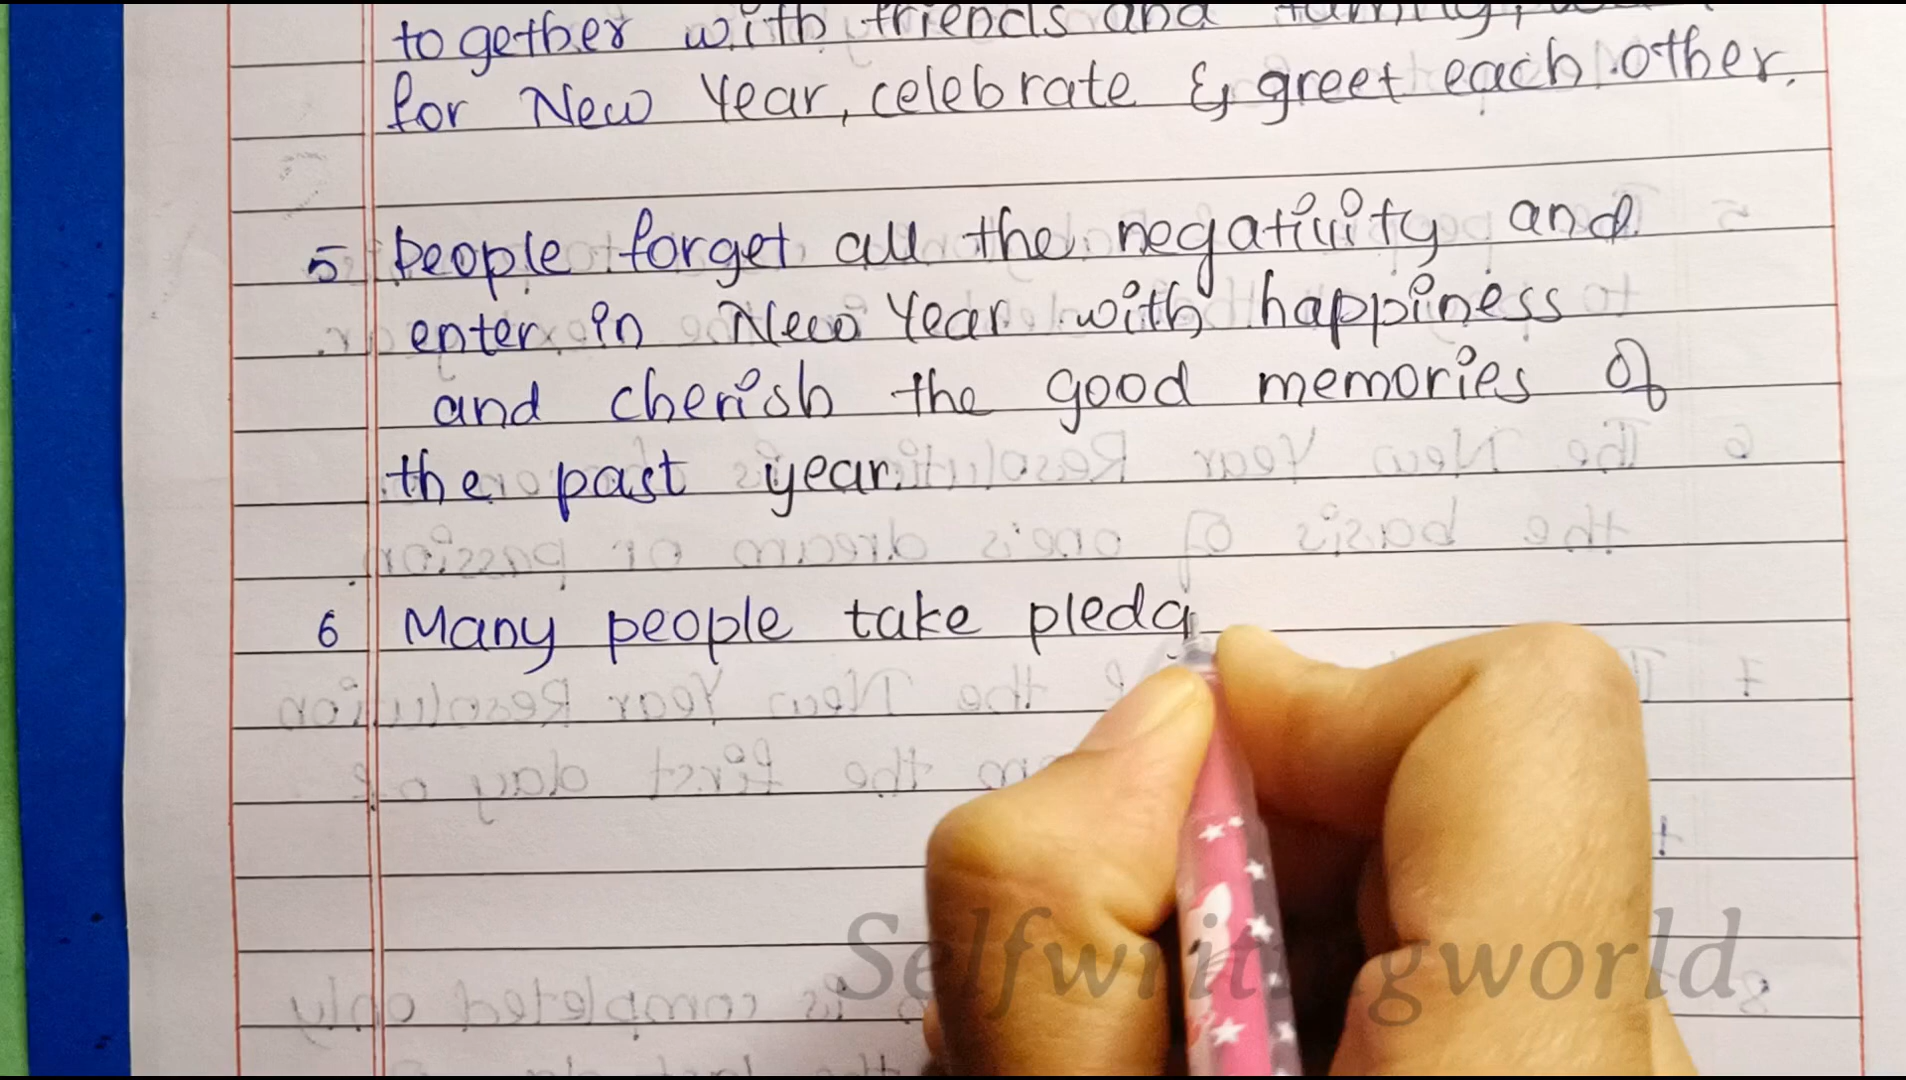 together with friends and family, wait
for New Year, celebrate & greet each other.
5 People forget all the negativity and
enter in New Year with happiness
and cherish the good memories of
the past year.
6 Many people take pledg
Selfwritingworld